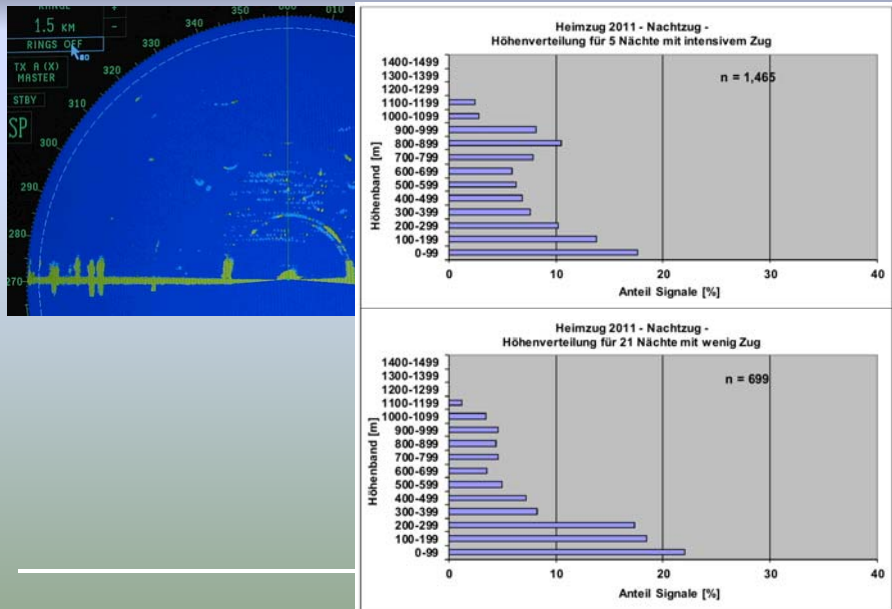 RANGE
1.5 KM
+
-
RINGS OFF
TX A (X)
MASTER
STBY
SP
270
280
290
300
310
320
330
340
350
000
010
Heimzug 2011 - Nachtzug -
Höhenverteilung für 5 Nächte mit intensivem Zug
n = 1,465
Höhenband [m]
1400-1499
1300-1399
1200-1299
1100-1199
1000-1099
900-999
800-899
700-799
600-699
500-599
400-499
300-399
200-299
100-199
0-99
0 10 20 30 40
Anteil Signale [%]
Heimzug 2011 - Nachtzug -
Höhenverteilung für 21 Nächte mit wenig Zug
n = 699
Höhenband [m]
1400-1499
1300-1399
1200-1299
1100-1199
1000-1099
900-999
800-899
700-799
600-699
500-599
400-499
300-399
200-299
100-199
0-99
0 10 20 30 40
Anteil Signale [%]